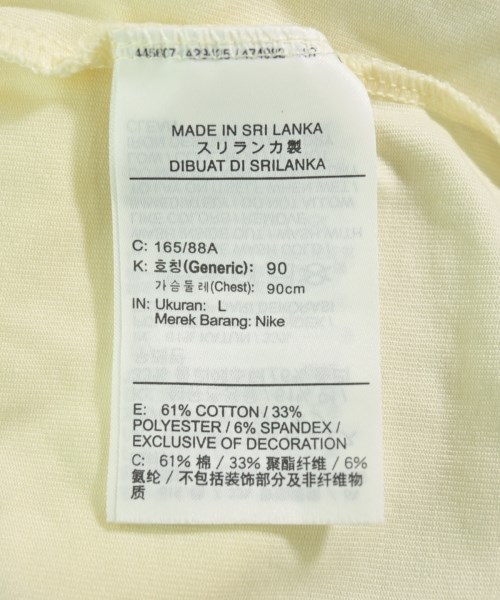 MADE IN SRI LANKA
スリランカ製
DIBUAT DI SRILANKA
C: 165/88A
K: 호칭(Generic): 90
가슴둘레(Chest): 90cm
IN: Ukuran: L
Merek Barang: Nike
E: 61% COTTON / 33%
POLYESTER / 6% SPANDEX /
EXCLUSIVE OF DECORATION
C: 61% 棉 / 33% 聚酯纤维 / 6%
氨纶 / 不包括装饰部分及非纤维物
质